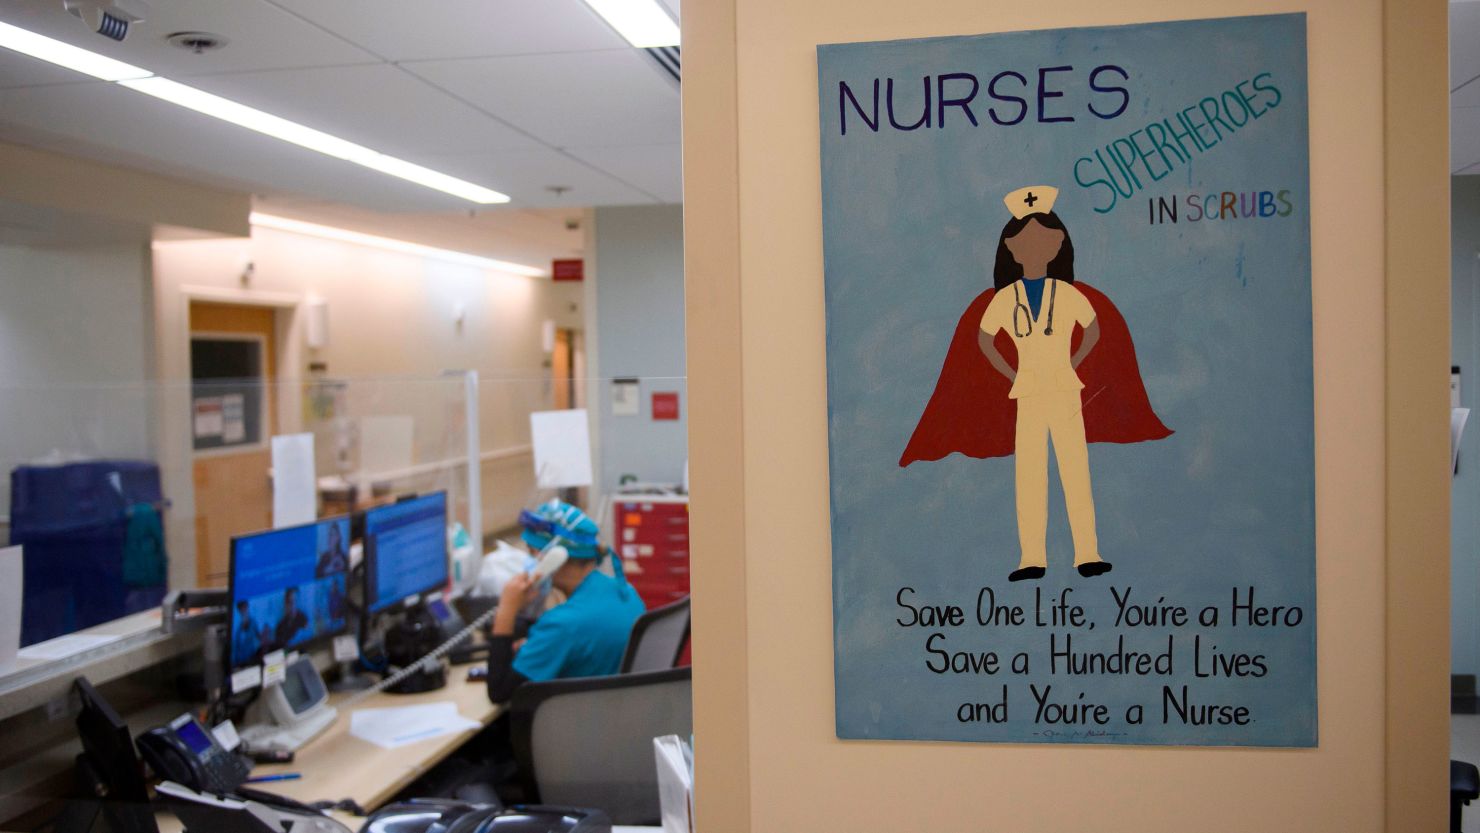 NURSES
SUPERHEROES
IN SCRUBS
Save One Life, You're a Hero
Save a Hundred Lives
and You're a Nurse.